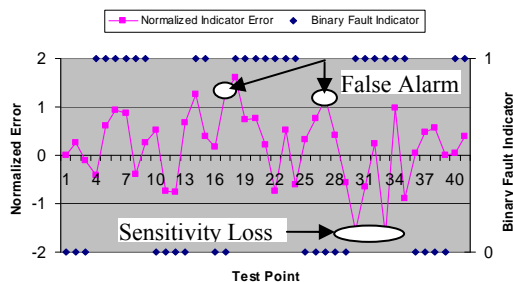 Normalized Indicator Error
Binary Fault Indicator
2
1
0
-1
-2
Normalized Error
1 4 7 10 13 16 19 22 25 28 31 34 37 40
False Alarm
Sensitivity Loss
1
0
Binary Fault Indicator
Test Point